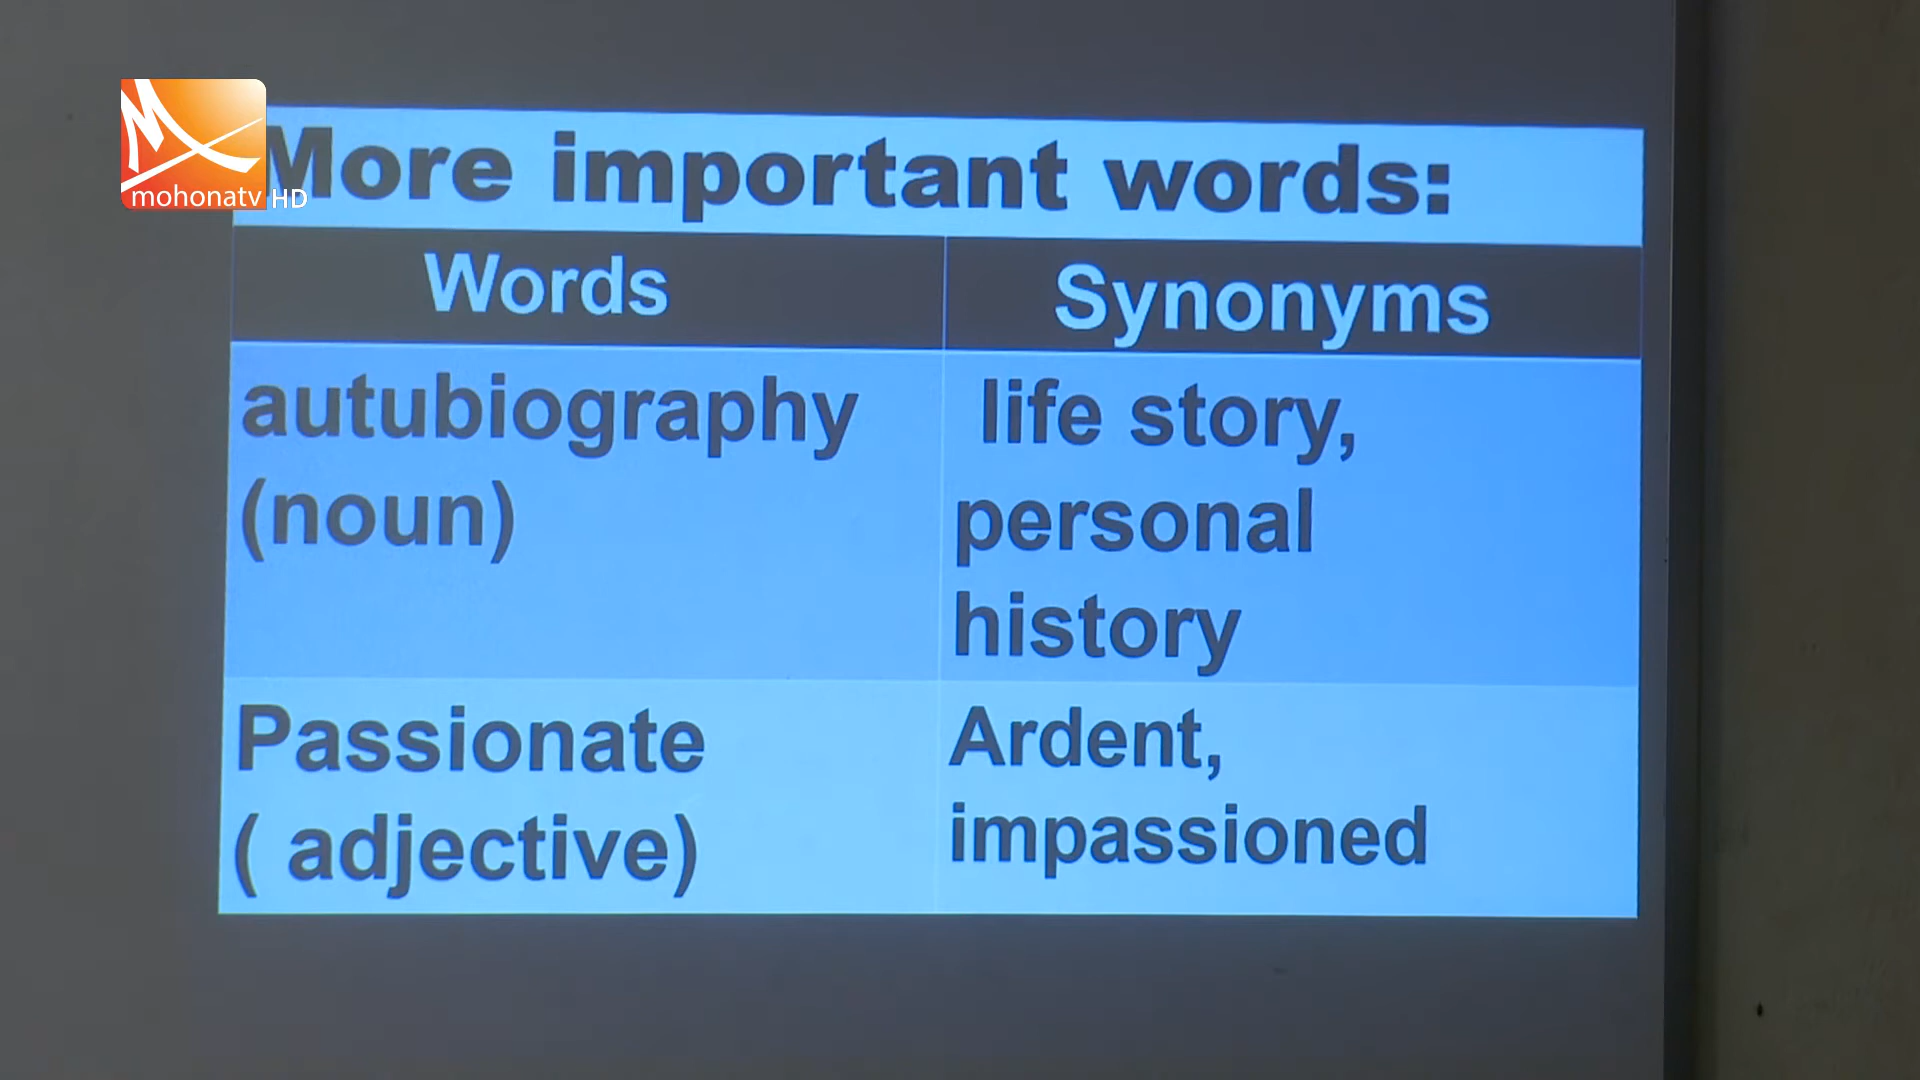 mohonatv HD
More important words:
Words
Synonyms
autubiography
(noun)
life story,
personal
history
Passionate
( adjective)
Ardent,
impassioned